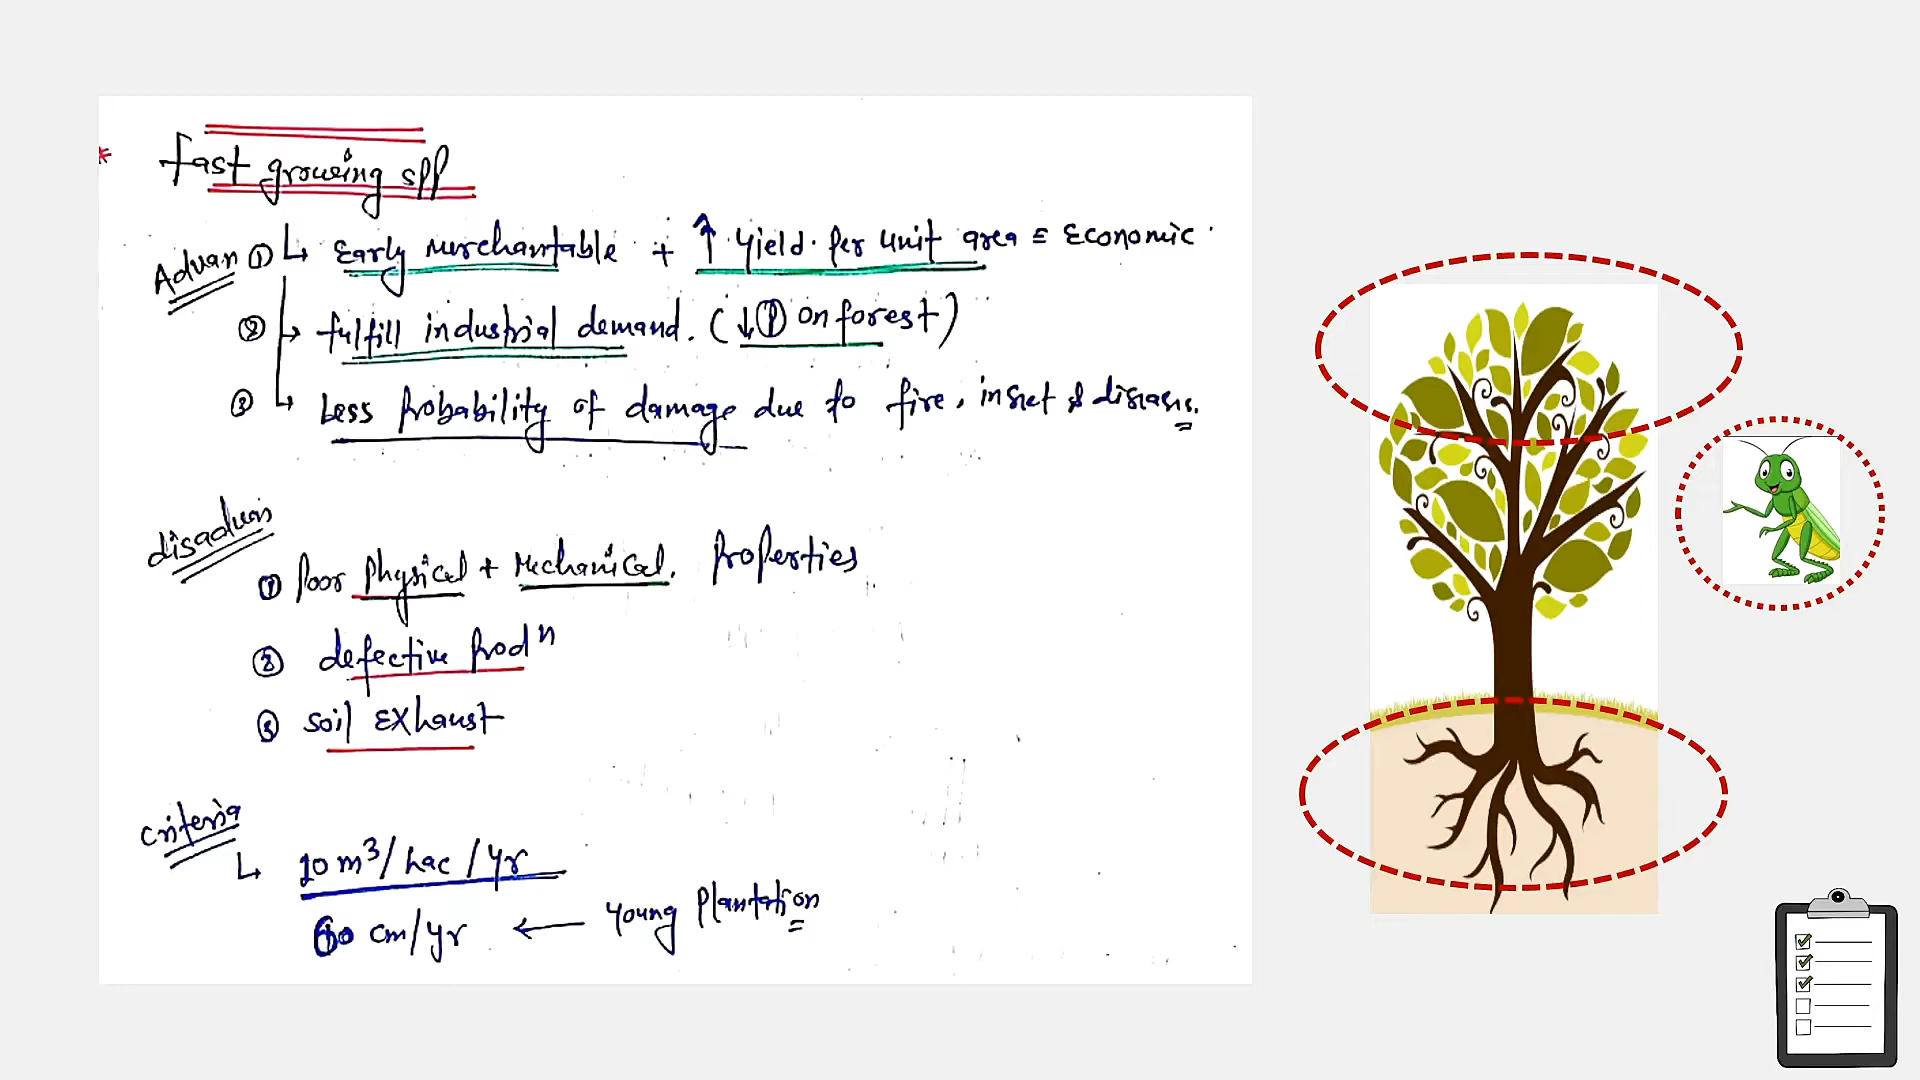 * fast growing spp
Advan ① ↳ Early merchantable + ↑ yield per unit area = Economic
② → fulfill industrial demand. (↓Ⓟ on forest)
③ ↳ Less Probability of damage due to fire, insect & diseases.
disadvan
① Poor physical + Mechanical. Properties
② defective Prodⁿ
③ soil Exhaust
criteria
↳ 10 m³/hac/yr
60 cm/yr ← Young Plantation